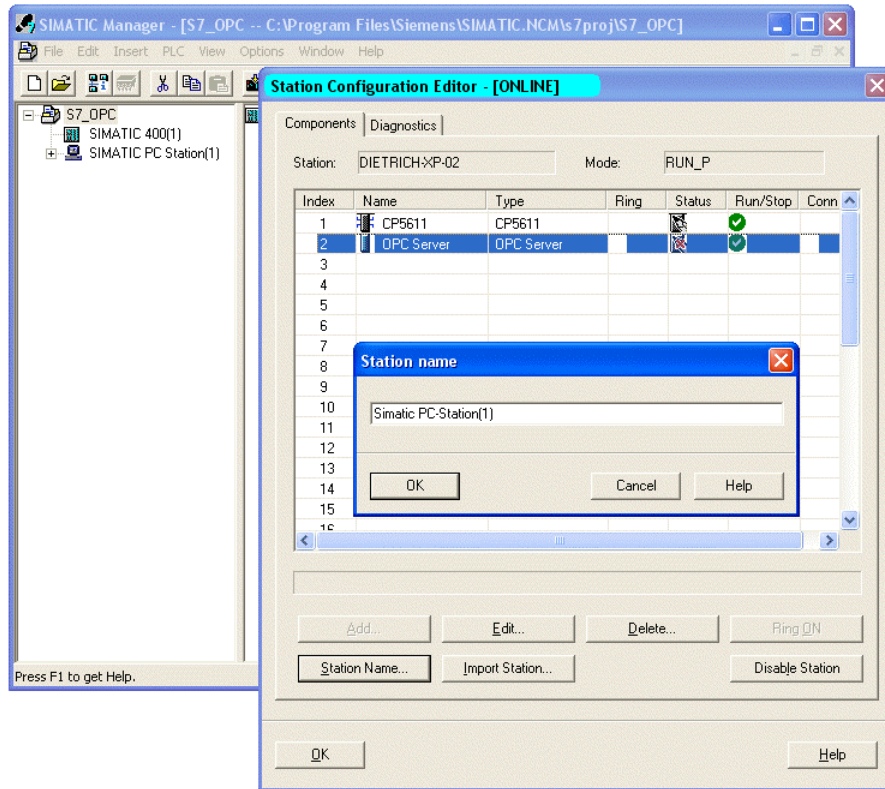 SIMATIC Manager - [S7_OPC -- C:\Program Files\Siemens\SIMATIC.NCM\s7proj\S7_OPC]
File Edit Insert PLC View Options Window Help
S7_OPC
SIMATIC 400(1)
SIMATIC PC Station(1)
Press F1 to get Help.
Station Configuration Editor - [ONLINE]
Components Diagnostics
Station: DIETRICH-XP-02 Mode: RUN_P
Index Name Type Ring Status Run/Stop Conn
1 CP5611 CP5611
2 OPC Server OPC Server
3
4
5
6
7
8
9
10
11
12
13
14
15
16
Station name
Simatic PC-Station(1)
OK Cancel Help
Add... Edit... Delete... Ring ON
Station Name... Import Station... Disable Station
OK Help